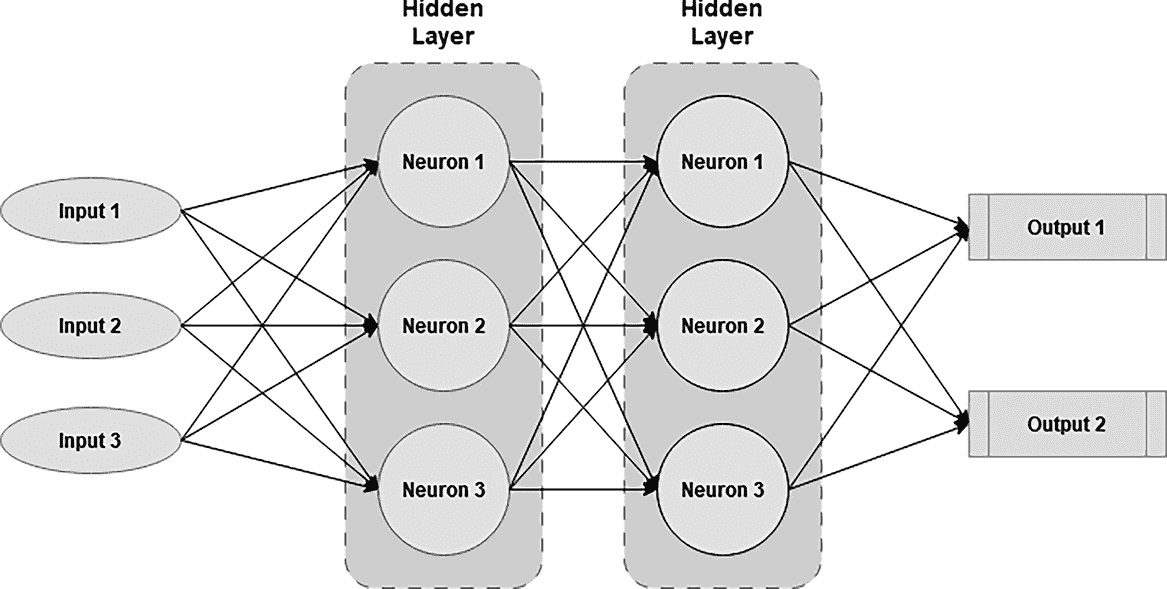 Hidden
Layer
Hidden
Layer
Input 1
Input 2
Input 3
Neuron 1
Neuron 2
Neuron 3
Neuron 1
Neuron 2
Neuron 3
Output 1
Output 2